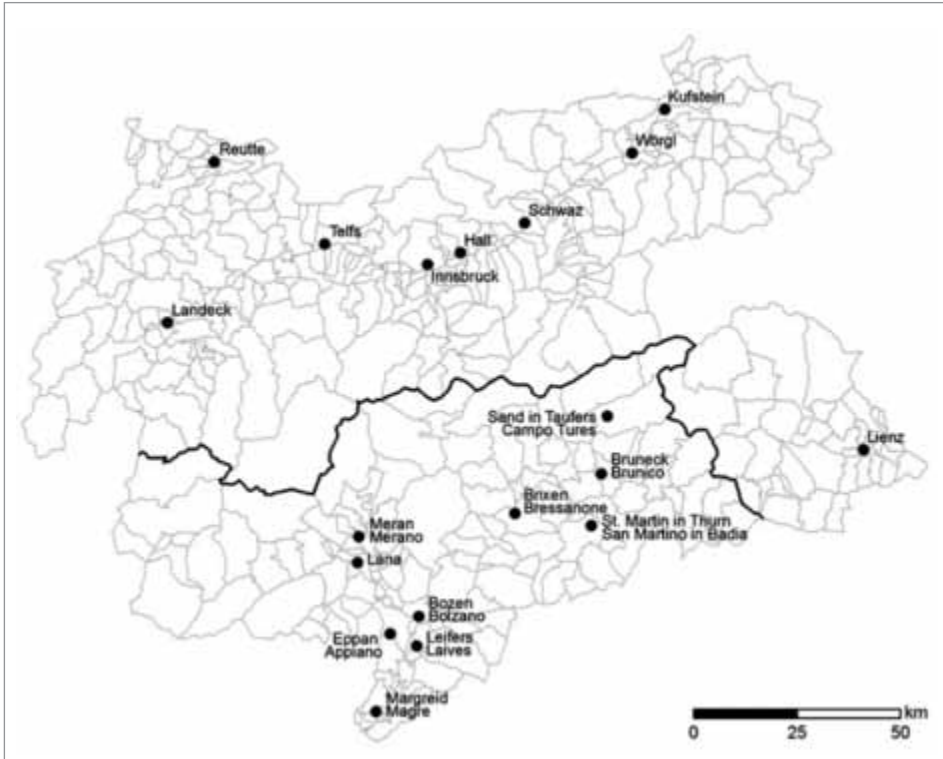 Kufstein
Wörgl
Reutte
Schwaz
Telfs
Hall
Innsbruck
Landeck
Sand in Taufers
Campo Tures
Lienz
Bruneck
Brunico
Brixen
Bressanone
St. Martin in Thurn
San Martino in Badia
Meran
Merano
Lana
Bozen
Bolzano
Eppan
Appiano
Leifers
Laives
Margreid
Magre
km
0 25 50